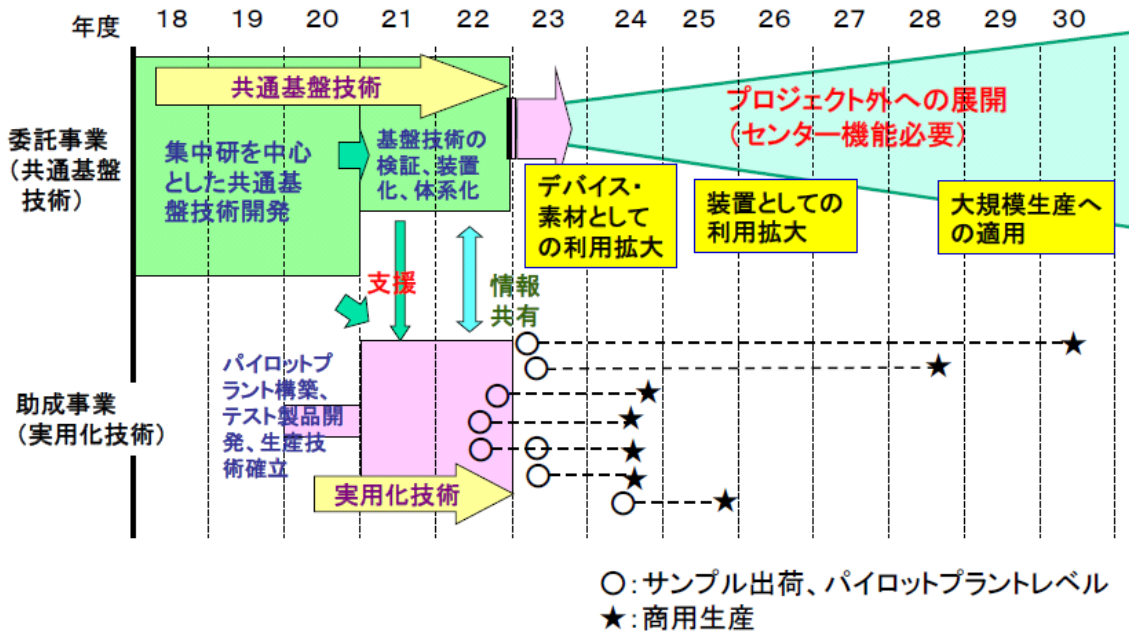 年度 18 19 20 21 22 23 24 25 26 27 28 29 30
委託事業
（共通基盤
技術）
共通基盤技術
集中研を中心
とした共通基
盤技術開発
基盤技術の
検証、装置
化、体系化
プロジェクト外への展開
（センター機能必要）
デバイス・
素材として
の利用拡大
装置としての
利用拡大
大規模生産へ
の適用
支援
情報
共有
助成事業
（実用化技術）
パイロットプ
ラント構築、
テスト製品開
発、生産技
術確立
実用化技術
○：サンプル出荷、パイロットプラントレベル
★：商用生産